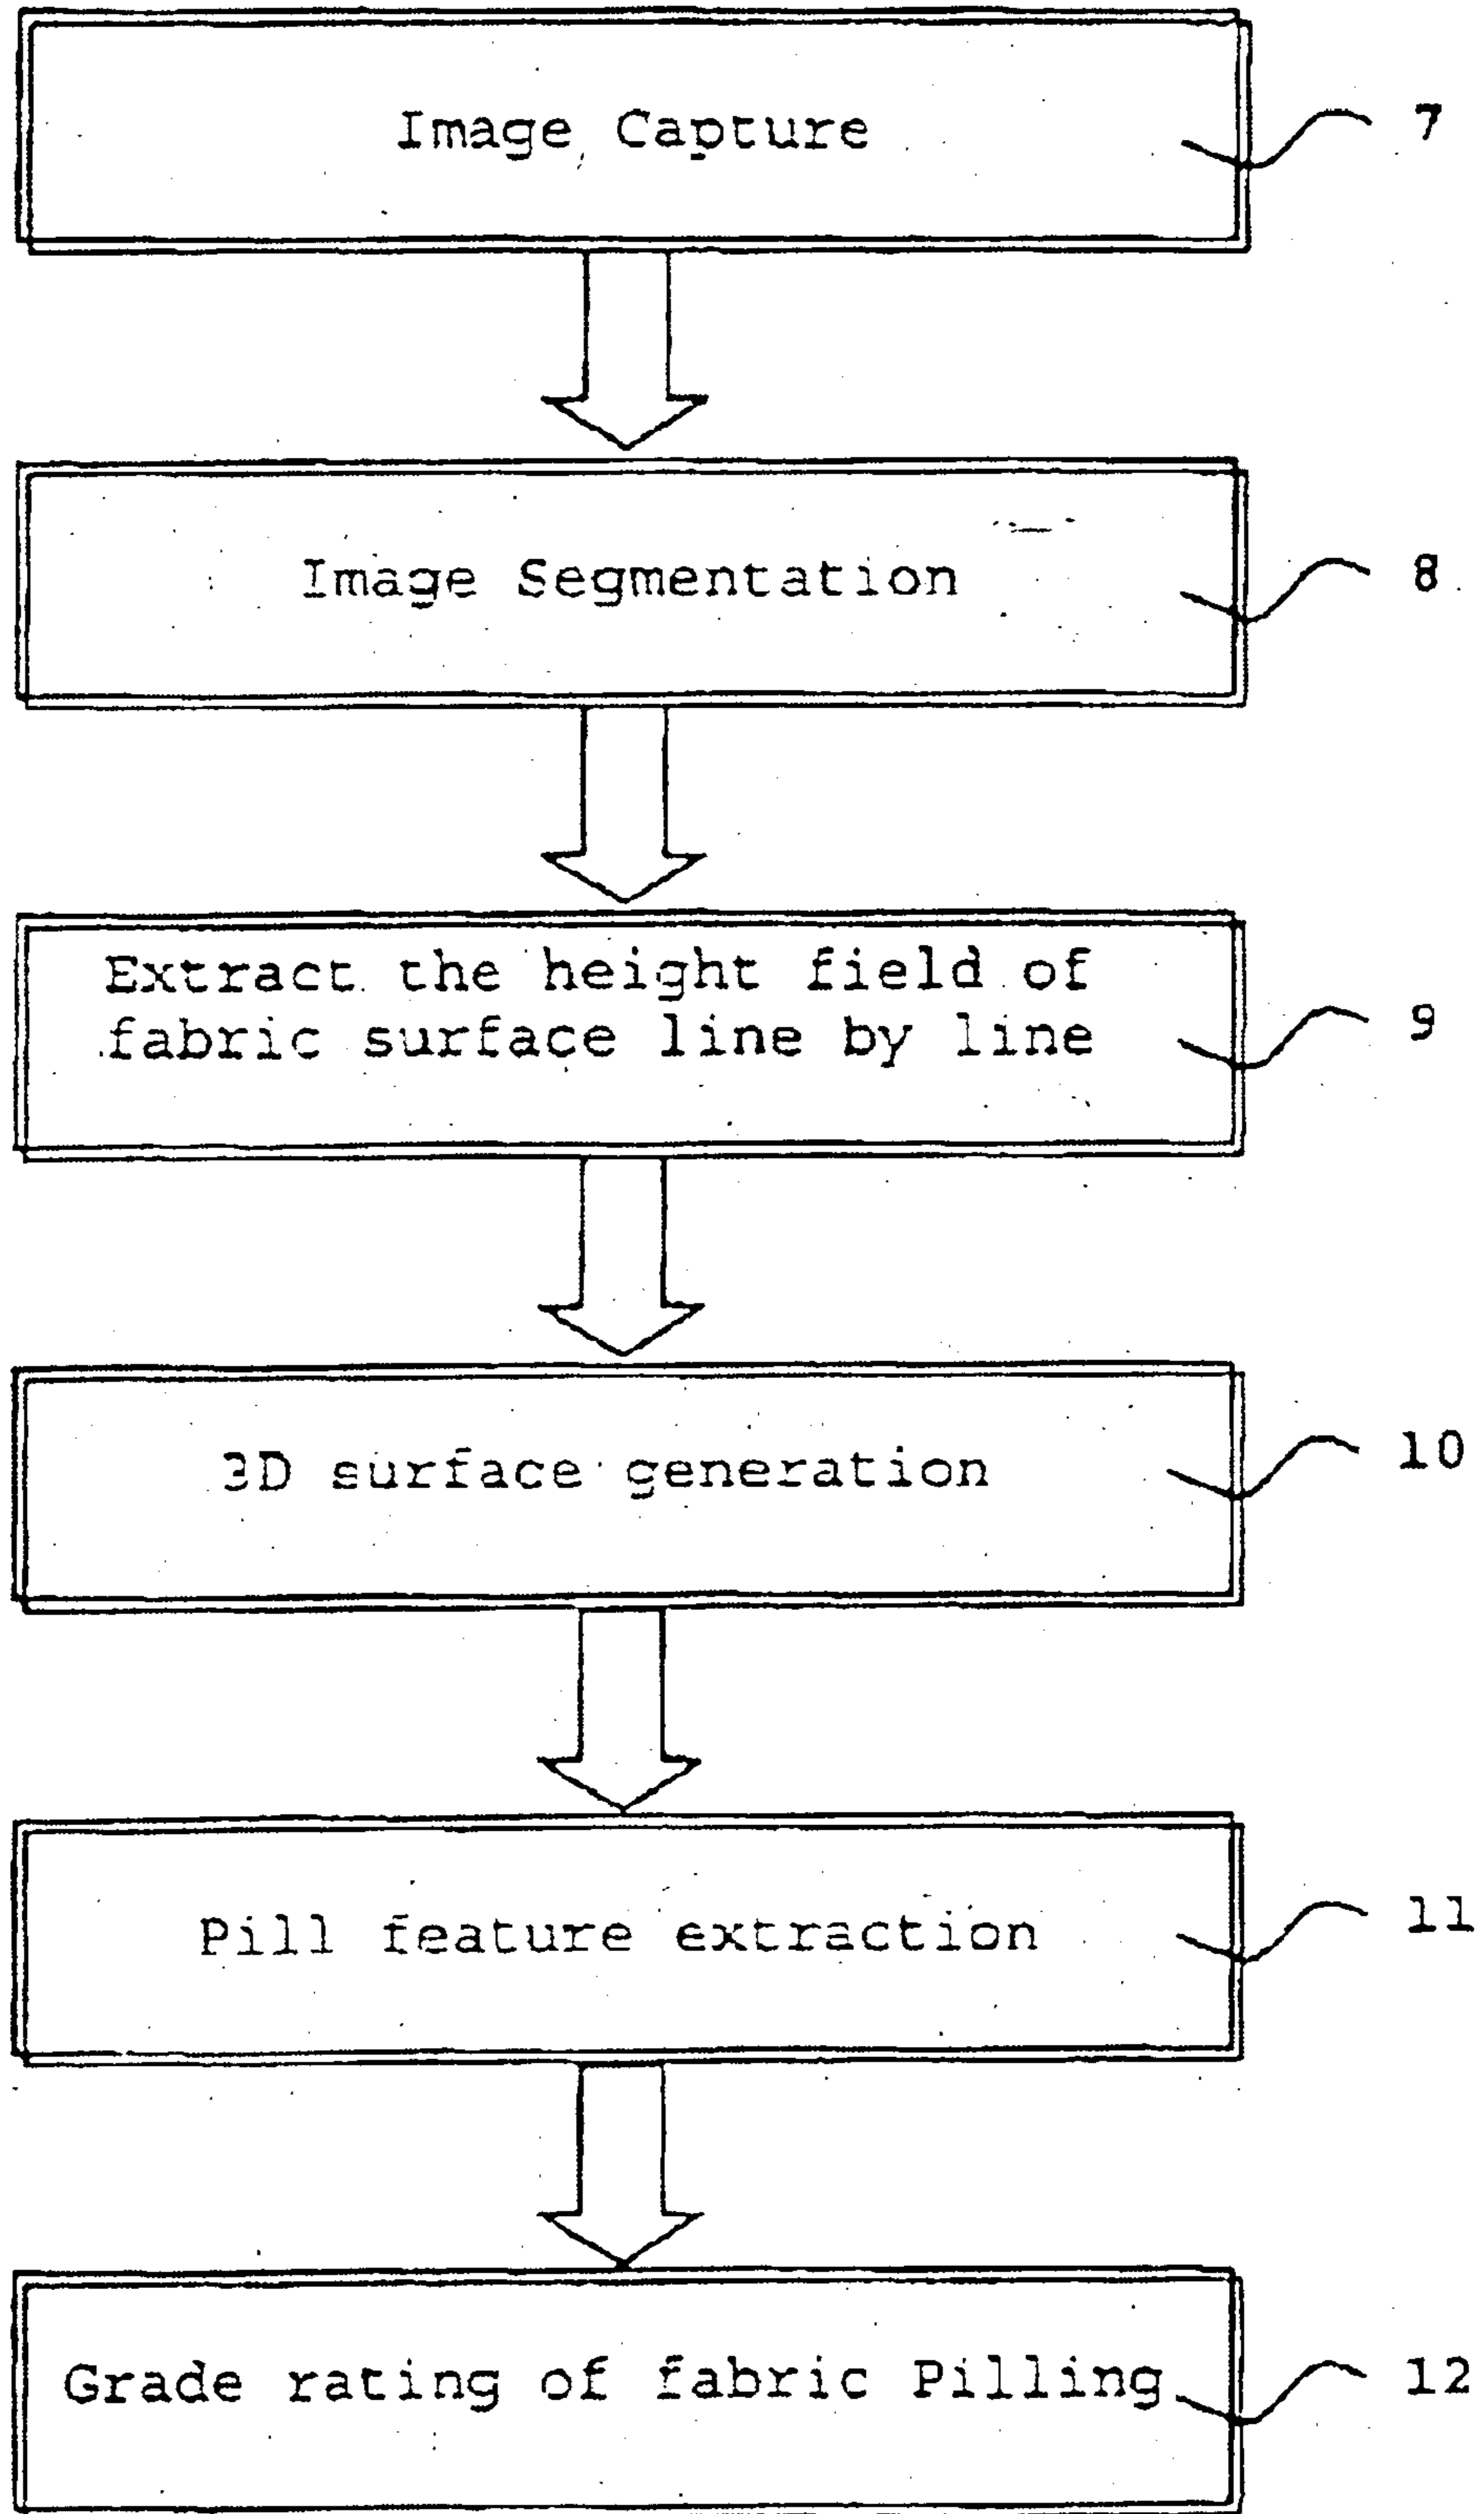 Image Capture
7
Image Segmentation
8
Extract the height field of
fabric surface line by line
9
3D surface generation
10
Pill feature extraction
11
Grade rating of fabric Pilling
12